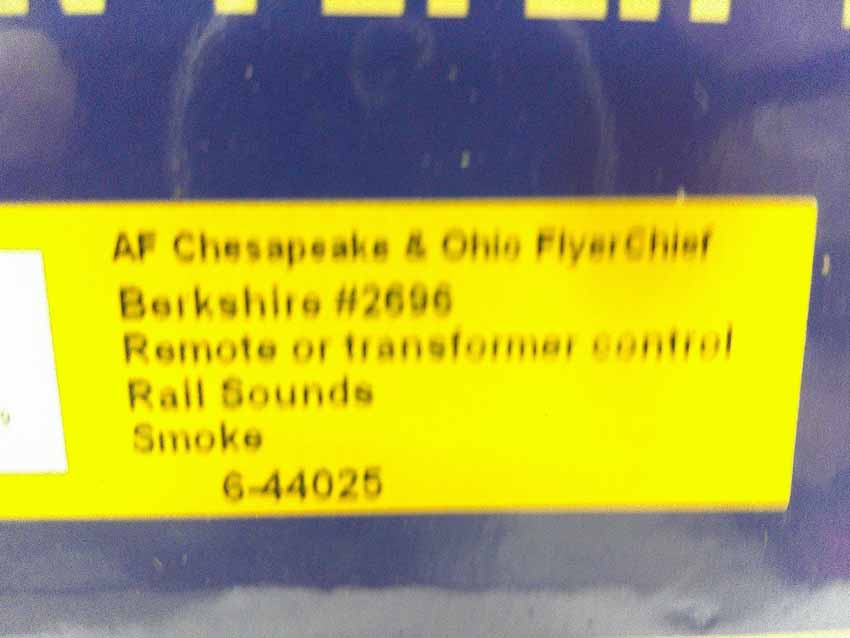 AF Chesapeake & Ohio FlyerChief
Berkshire #2696
Remote or transformer control
Rail Sounds
Smoke
6-44025